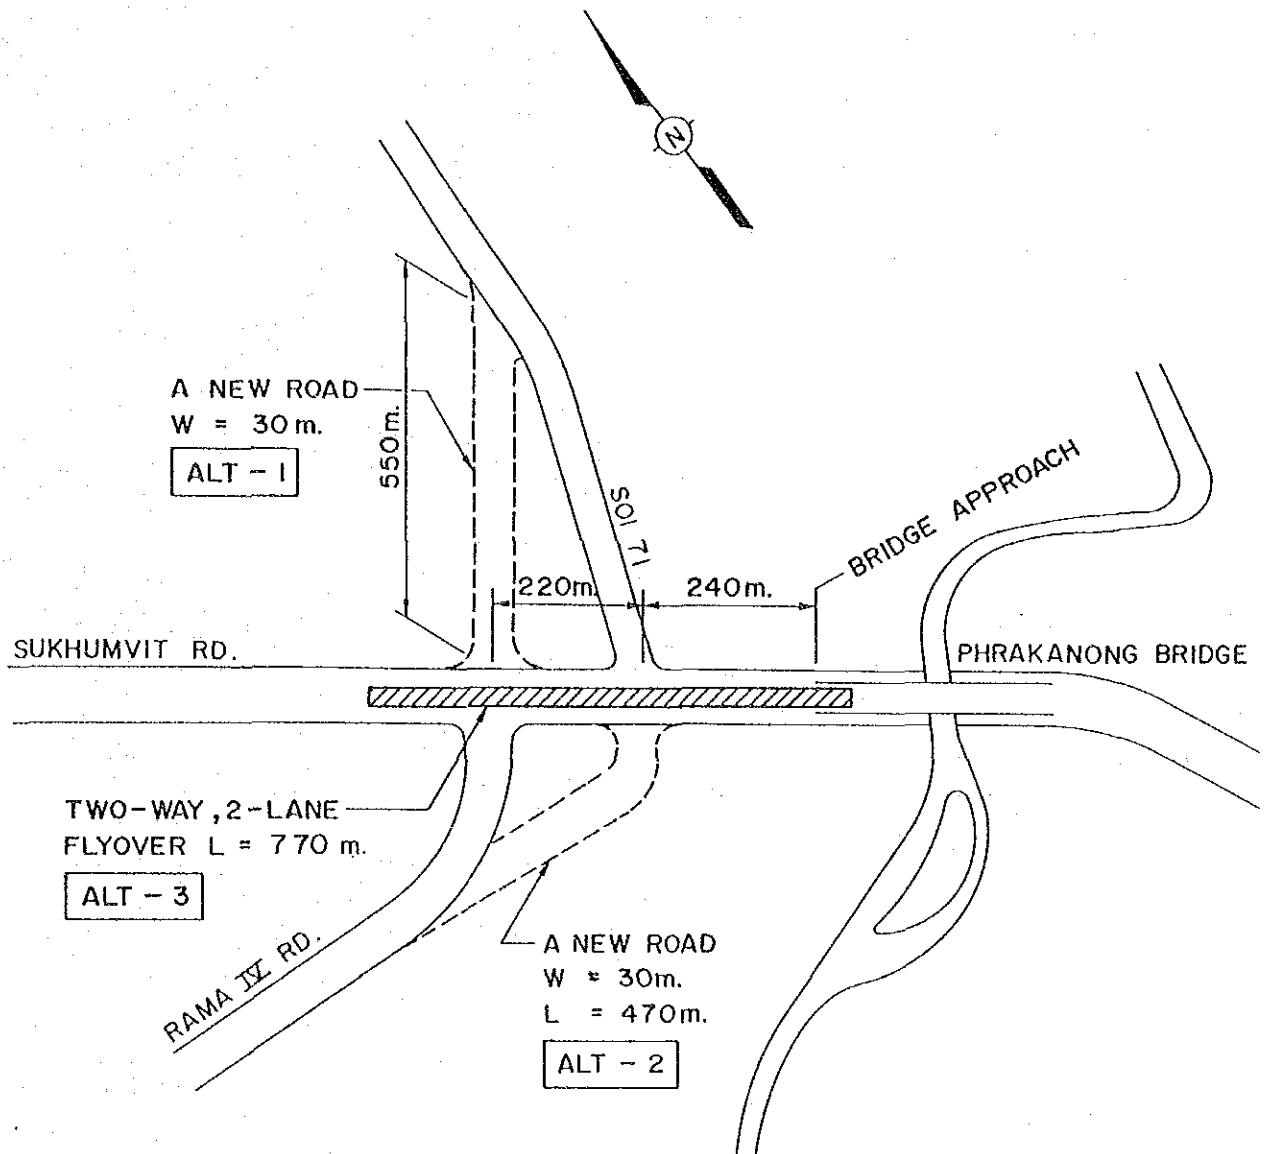 N
A NEW ROAD
W = 30m.
ALT - 1
550m.
SOI 71
BRIDGE APPROACH
220m.
240m.
SUKHUMVIT RD.
PHRAKANONG BRIDGE
TWO-WAY, 2-LANE
FLYOVER L = 770 m.
ALT - 3
RAMA IV RD.
A NEW ROAD
W = 30m.
L = 470m.
ALT - 2